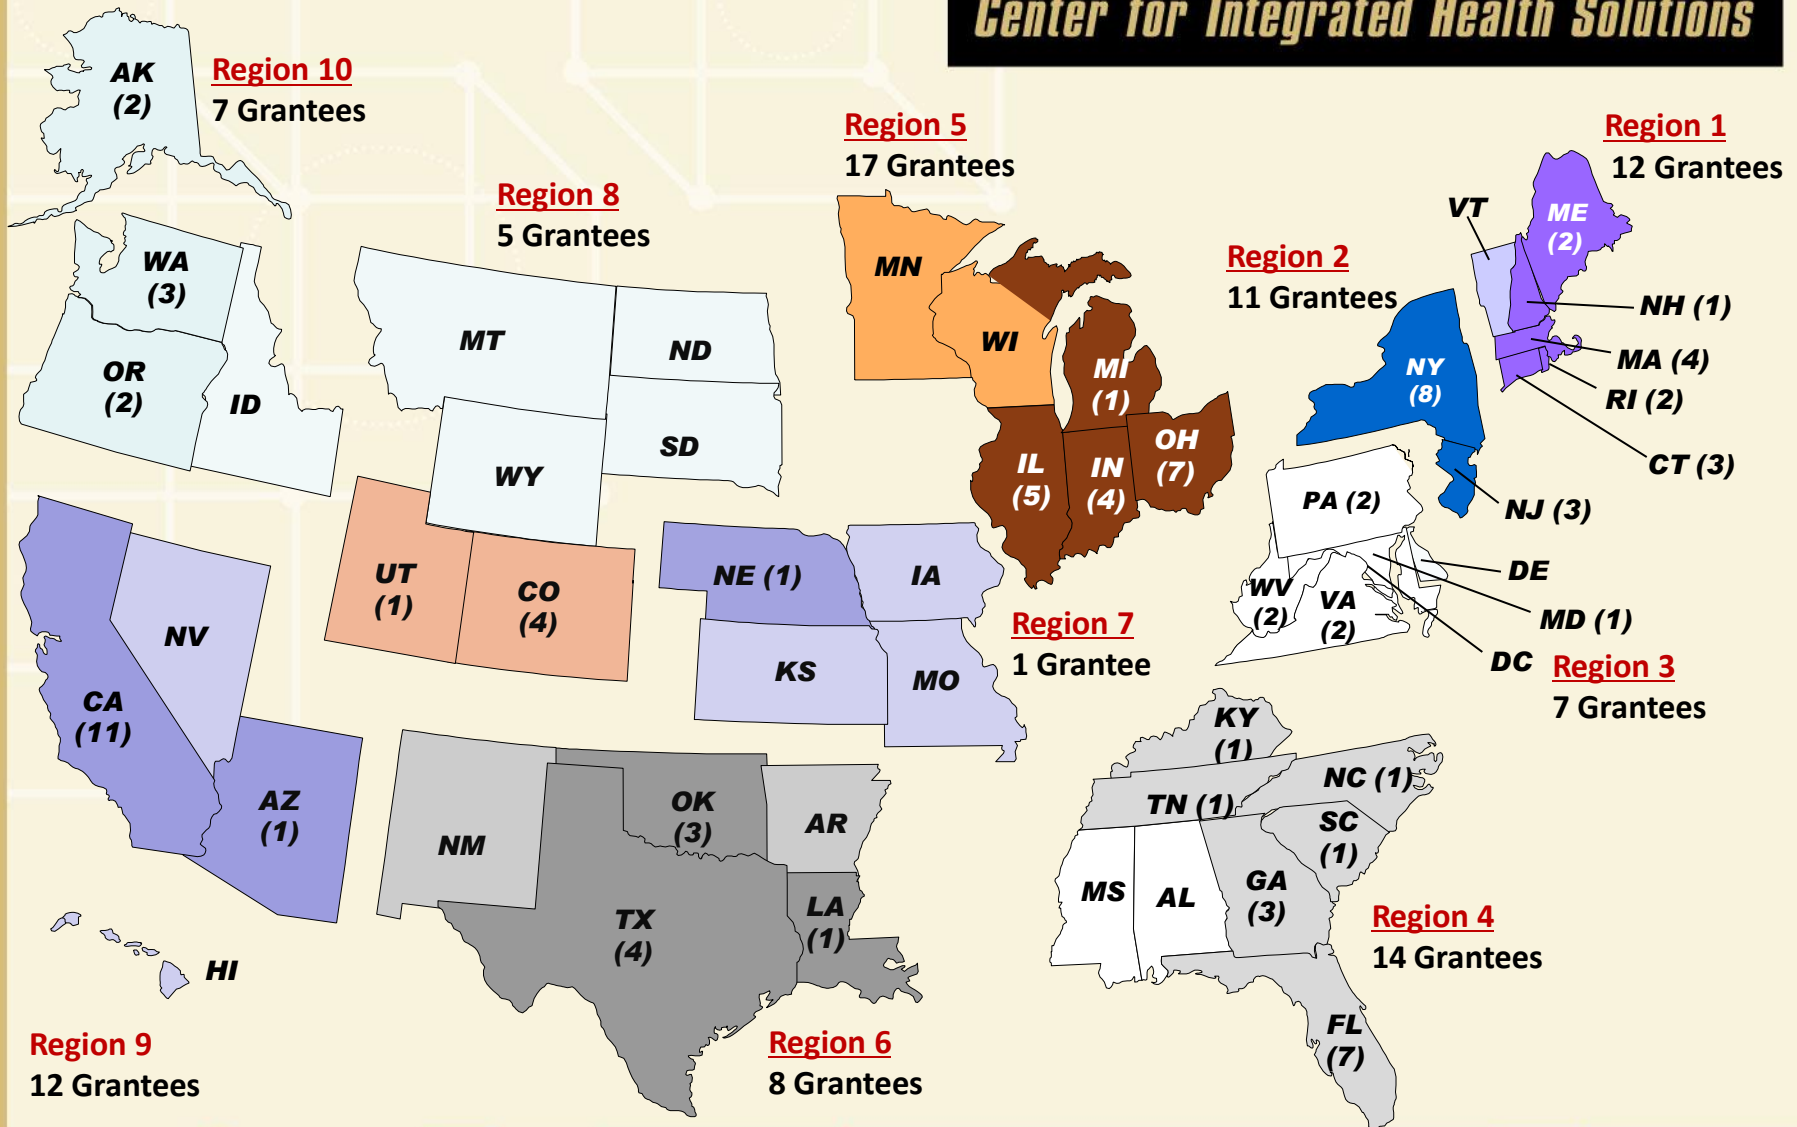 Center for Integrated Health Solutions
AK
(2)
Region 10
7 Grantees
WA
(3)
OR
(2)
ID
Region 8
5 Grantees
MT
ND
SD
WY
UT
(1)
CO
(4)
Region 5
17 Grantees
MN
WI
MI
(1)
IL
(5)
IN
(4)
OH
(7)
Region 1
12 Grantees
VT
ME
(2)
NH (1)
MA (4)
RI (2)
CT (3)
Region 2
11 Grantees
NY
(8)
NJ (3)
PA (2)
DE
MD (1)
DC
WV
(2)
VA
(2)
Region 3
7 Grantees
NE (1)
IA
KS
MO
Region 7
1 Grantee
CA
(11)
NV
AZ
(1)
HI
Region 9
12 Grantees
NM
OK
(3)
AR
TX
(4)
LA
(1)
Region 6
8 Grantees
KY
(1)
TN (1)
NC (1)
SC
(1)
MS
AL
GA
(3)
FL
(7)
Region 4
14 Grantees